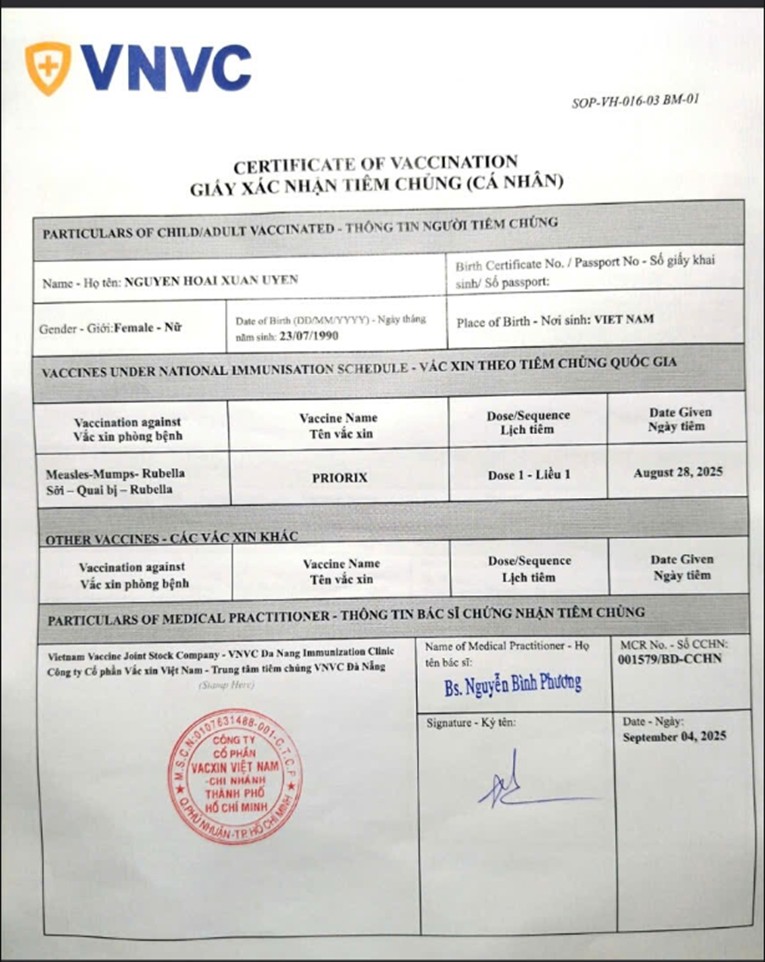 VNVC
SOP-VH-016-03 BM-01
CERTIFICATE OF VACCINATION
GIẤY XÁC NHẬN TIÊM CHỦNG (CÁ NHÂN)
PARTICULARS OF CHILD/ADULT VACCINATED - THÔNG TIN NGƯỜI TIÊM CHỦNG
Name - Họ tên: NGUYEN HOAI XUAN UYEN
Birth Certificate No. / Passport No - Số giấy khai
sinh/ Số passport:
Gender - Giới:Female - Nữ
Date of Birth (DD/MM/YYYY) - Ngày tháng
năm sinh: 23/07/1990
Place of Birth - Nơi sinh: VIET NAM
VACCINES UNDER NATIONAL IMMUNISATION SCHEDULE - VẮC XIN THEO TIÊM CHỦNG QUỐC GIA
Vaccination against
Vắc xin phòng bệnh
Vaccine Name
Tên vắc xin
Dose/Sequence
Lịch tiêm
Date Given
Ngày tiêm
Measles-Mumps- Rubella
Sởi – Quai bị – Rubella
PRIORIX
Dose 1 - Liều 1
August 28, 2025
OTHER VACCINES - CÁC VẮC XIN KHÁC
Vaccination against
Vắc xin phòng bệnh
Vaccine Name
Tên vắc xin
Dose/Sequence
Lịch tiêm
Date Given
Ngày tiêm
PARTICULARS OF MEDICAL PRACTITIONER - THÔNG TIN BÁC SĨ CHỨNG NHẬN TIÊM CHỦNG
Vietnam Vaccine Joint Stock Company - VNVC Da Nang Immunization Clinic
Công ty Cổ phần Vắc xin Việt Nam - Trung tâm tiêm chủng VNVC Đà Nẵng
(Stamp Here)
M.S.C.N:0107631488-001-C.T.C.P
CÔNG TY
CỔ PHẦN
VACXIN VIỆT NAM
-CHI NHÁNH
THÀNH PHỐ
HỒ CHÍ MINH
Q.PHÚ NHUẬN-TP.HỒ CHÍ MINH
Name of Medical Practitioner - Họ
tên bác sĩ:
Bs. Nguyễn Bình Phương
MCR No. - Số CCHN:
001579/BD-CCHN
Signature - Ký tên:
Date - Ngày:
September 04, 2025